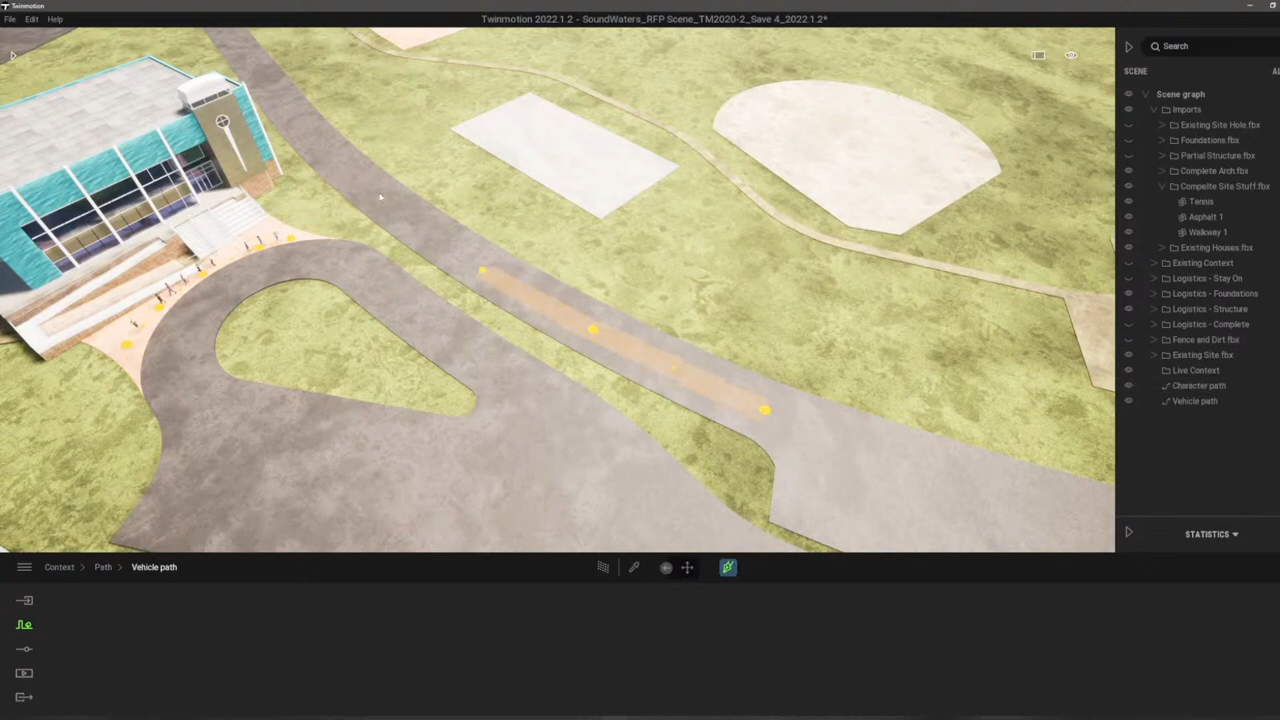 Twinmotion
File Edit Help
Twinmotion 2022.1.2 - SoundWaters_RFP Scene_TM2020-2_Save 4_2022.1.2*
Search
SCENE
AL
Scene graph
Imports
Existing Site Hole.fbx
Foundations.fbx
Partial Structure.fbx
Complete Arch.fbx
Compelte Site Stuff.fbx
Tennis
Asphalt 1
Walkway 1
Existing Houses.fbx
Existing Context
Logistics - Stay On
Logistics - Foundations
Logistics - Structure
Logistics - Complete
Fence and Dirt.fbx
Existing Site.fbx
Live Context
Character path
Vehicle path
STATISTICS
Context > Path > Vehicle path